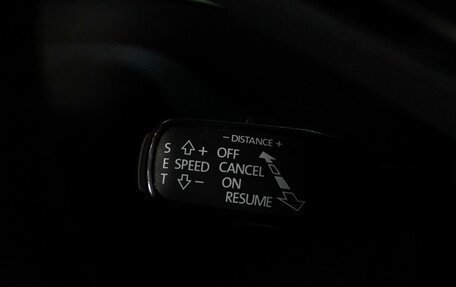 − DISTANCE +
S + OFF
E SPEED CANCEL
T − ON
RESUME